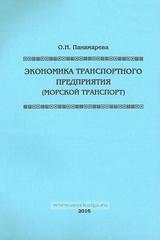 О.Н. Панамарева
ЭКОНОМИКА ТРАНСПОРТНОГО
ПРЕДПРИЯТИЯ
(МОРСКОЙ ТРАНСПОРТ)
2016